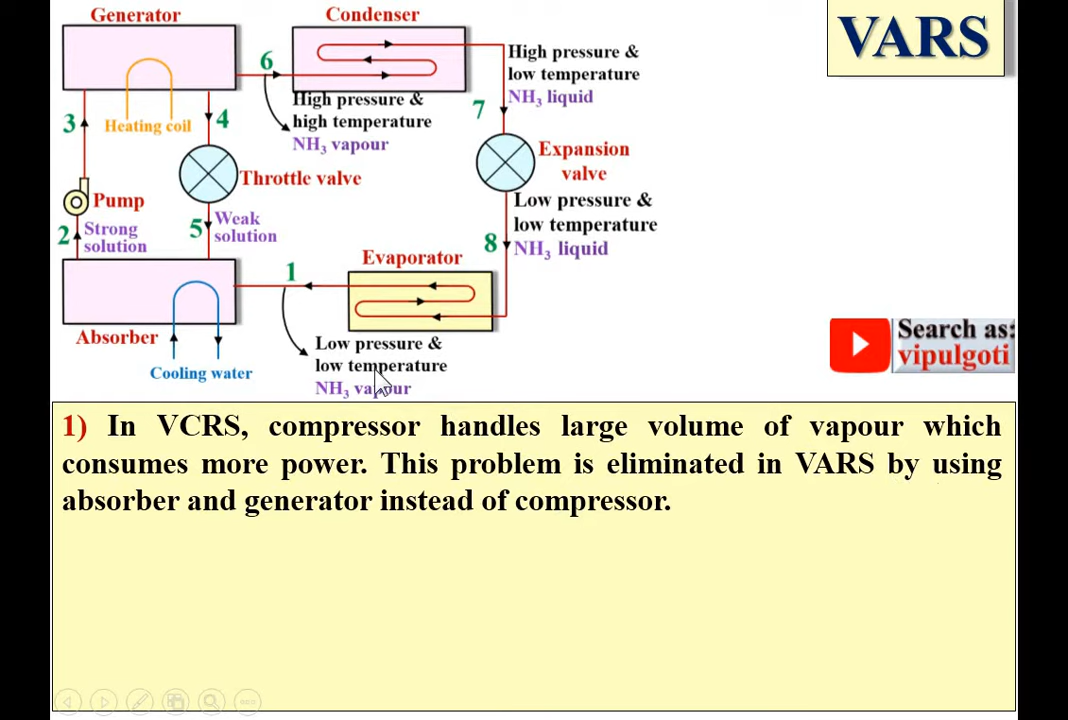 Generator
Condenser
VARS
6
High pressure &
low temperature
NH3 liquid
7
High pressure &
high temperature
NH3 vapour
3
Heating coil
4
Throttle valve
Expansion
valve
Pump
Low pressure &
low temperature
NH3 liquid
8
2
Strong
solution
5
Weak
solution
1
Evaporator
Absorber
Cooling water
Low pressure &
low temperature
NH3 vapour
Search as:
vipulgoti
1) In VCRS, compressor handles large volume of vapour which
consumes more power. This problem is eliminated in VARS by using
absorber and generator instead of compressor.